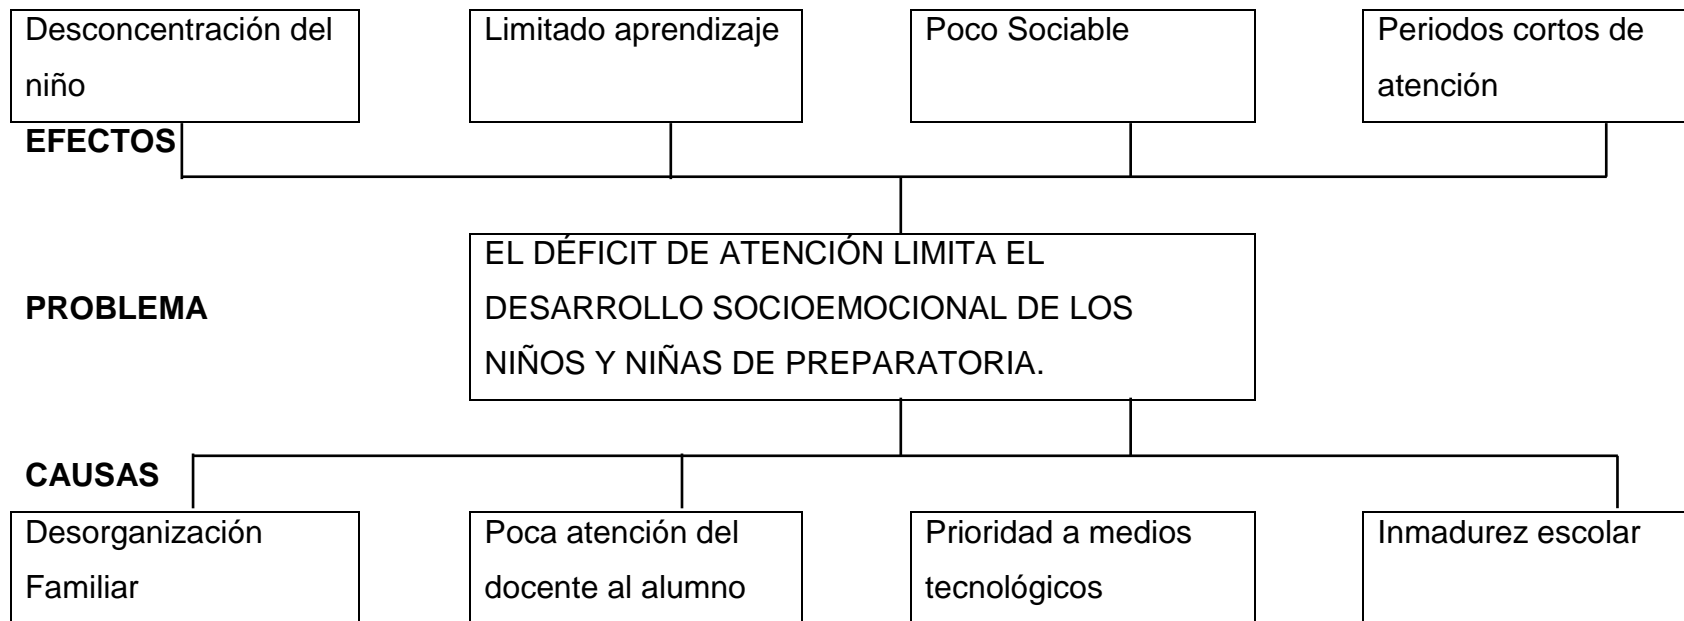 Desconcentración del
niño
Limitado aprendizaje
Poco Sociable
Periodos cortos de
atención
EFECTOS
EL DÉFICIT DE ATENCIÓN LIMITA EL
DESARROLLO SOCIOEMOCIONAL DE LOS
NIÑOS Y NIÑAS DE PREPARATORIA.
PROBLEMA
CAUSAS
Desorganización
Familiar
Poca atención del
docente al alumno
Prioridad a medios
tecnológicos
Inmadurez escolar